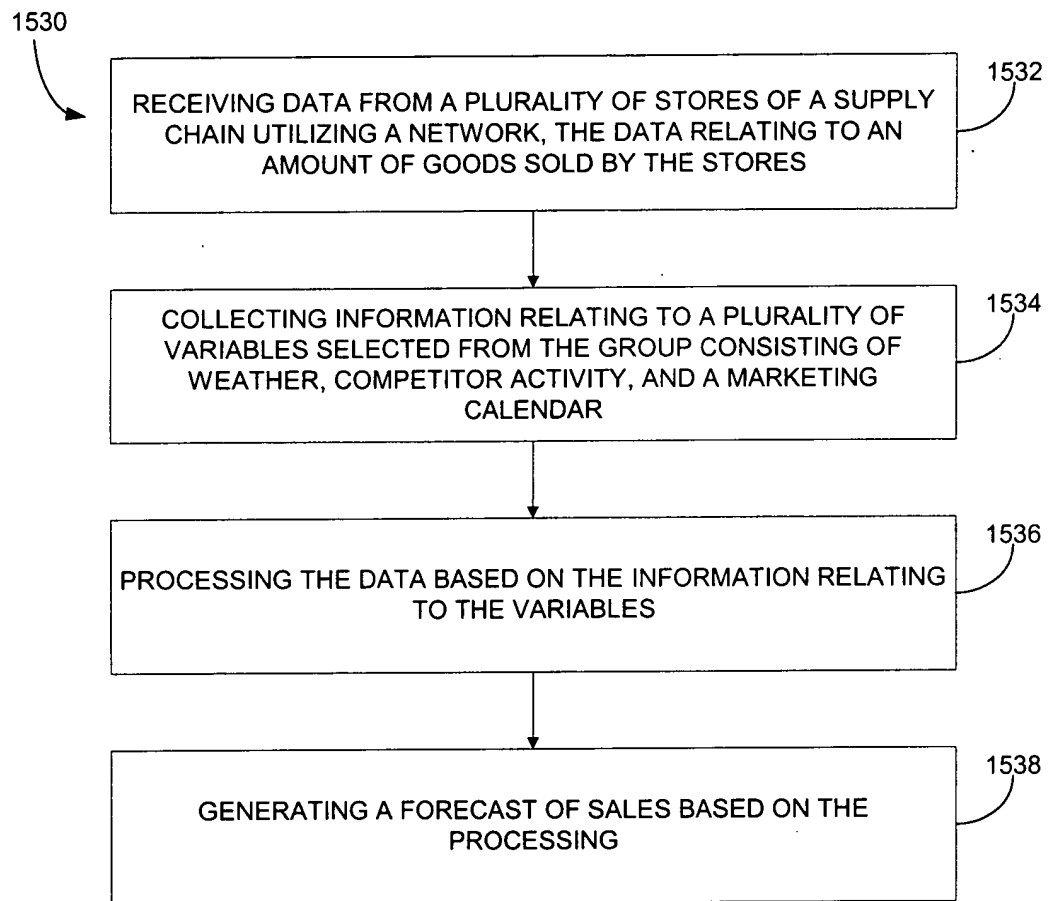 1530
1532
RECEIVING DATA FROM A PLURALITY OF STORES OF A SUPPLY
CHAIN UTILIZING A NETWORK, THE DATA RELATING TO AN
AMOUNT OF GOODS SOLD BY THE STORES
1534
COLLECTING INFORMATION RELATING TO A PLURALITY OF
VARIABLES SELECTED FROM THE GROUP CONSISTING OF
WEATHER, COMPETITOR ACTIVITY, AND A MARKETING
CALENDAR
1536
PROCESSING THE DATA BASED ON THE INFORMATION RELATING
TO THE VARIABLES
1538
GENERATING A FORECAST OF SALES BASED ON THE
PROCESSING